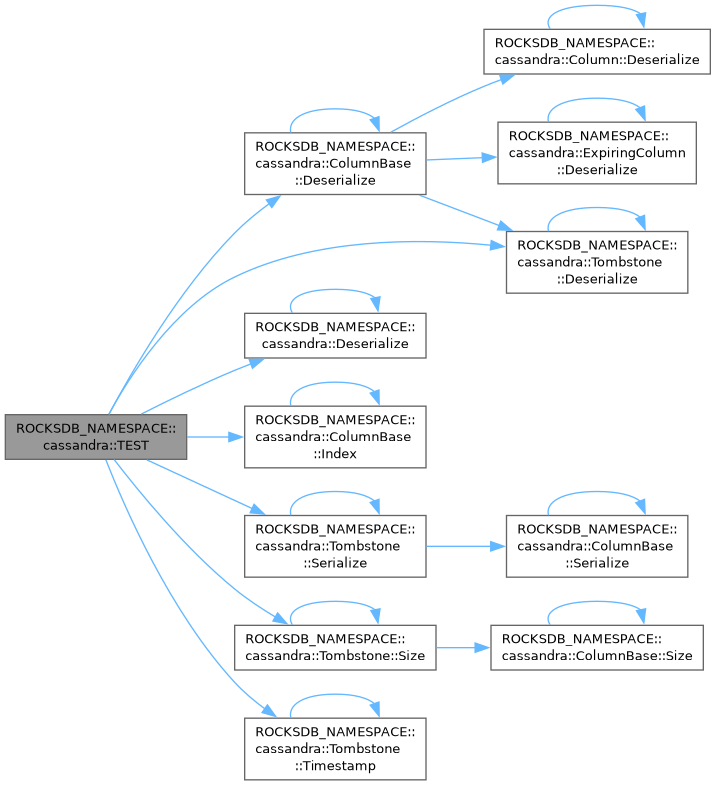 ROCKSDB_NAMESPACE::
cassandra::Column::Deserialize
ROCKSDB_NAMESPACE::
cassandra::ColumnBase
::Deserialize
ROCKSDB_NAMESPACE::
cassandra::ExpiringColumn
::Deserialize
ROCKSDB_NAMESPACE::
cassandra::Tombstone
::Deserialize
ROCKSDB_NAMESPACE::
cassandra::Deserialize
ROCKSDB_NAMESPACE::
cassandra::TEST
ROCKSDB_NAMESPACE::
cassandra::ColumnBase
::Index
ROCKSDB_NAMESPACE::
cassandra::Tombstone
::Serialize
ROCKSDB_NAMESPACE::
cassandra::ColumnBase
::Serialize
ROCKSDB_NAMESPACE::
cassandra::Tombstone::Size
ROCKSDB_NAMESPACE::
cassandra::ColumnBase::Size
ROCKSDB_NAMESPACE::
cassandra::Tombstone
::Timestamp